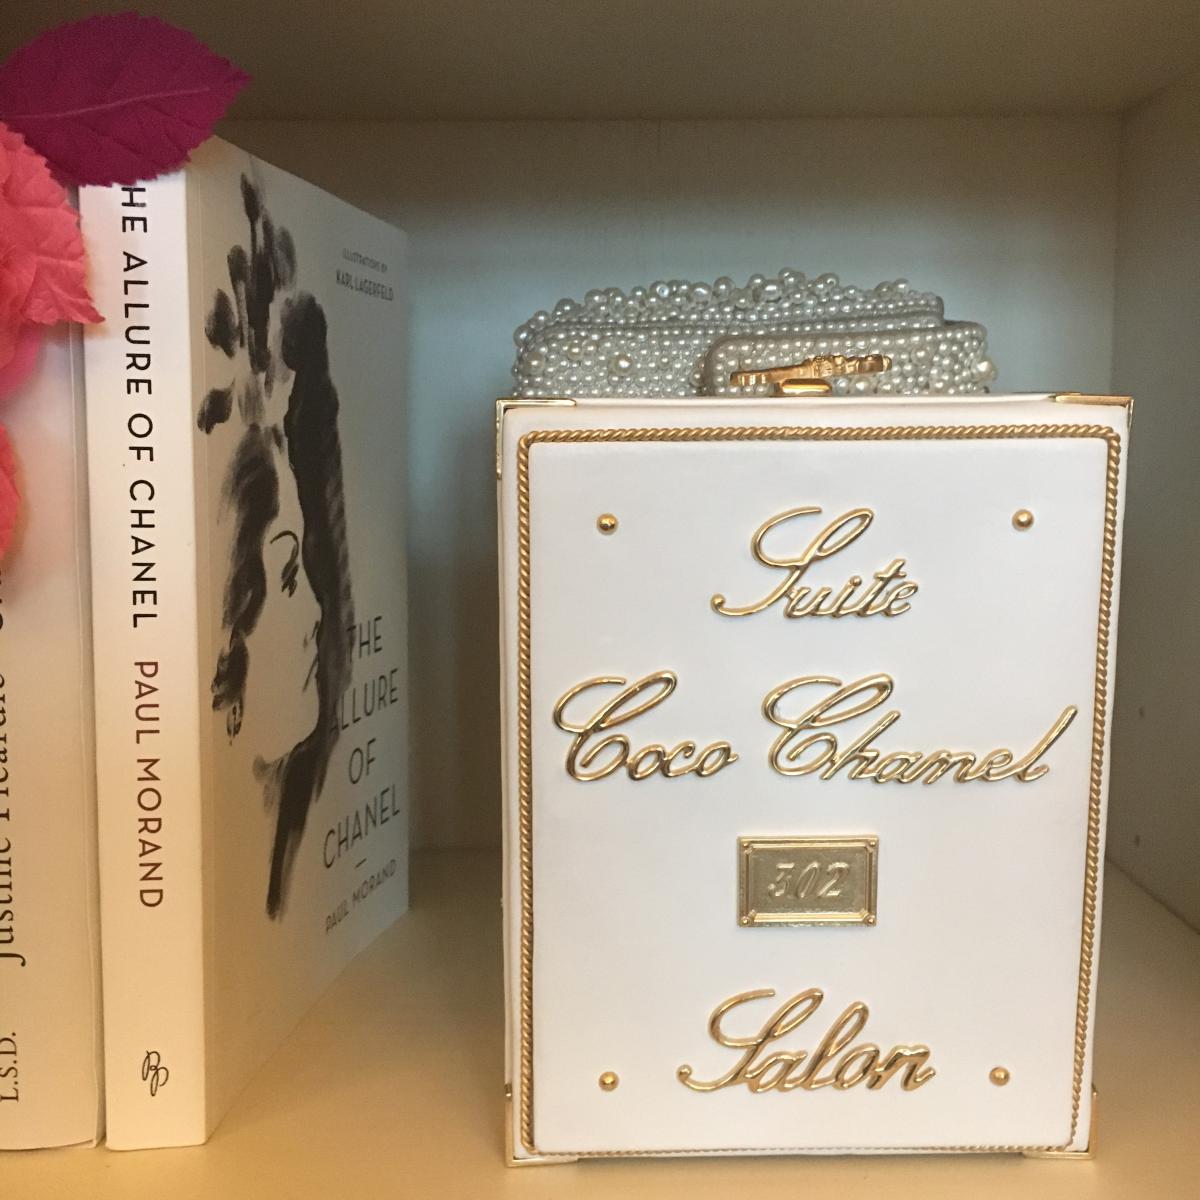 Justine Picardie
L.S.D.
HE ALLURE OF CHANEL PAUL MORAND
ILLUSTRATIONS BY
KARL LAGERFELD
THE
ALLURE
OF
CHANEL
PAUL MORAND
Suite
Coco Chanel
302
Salon